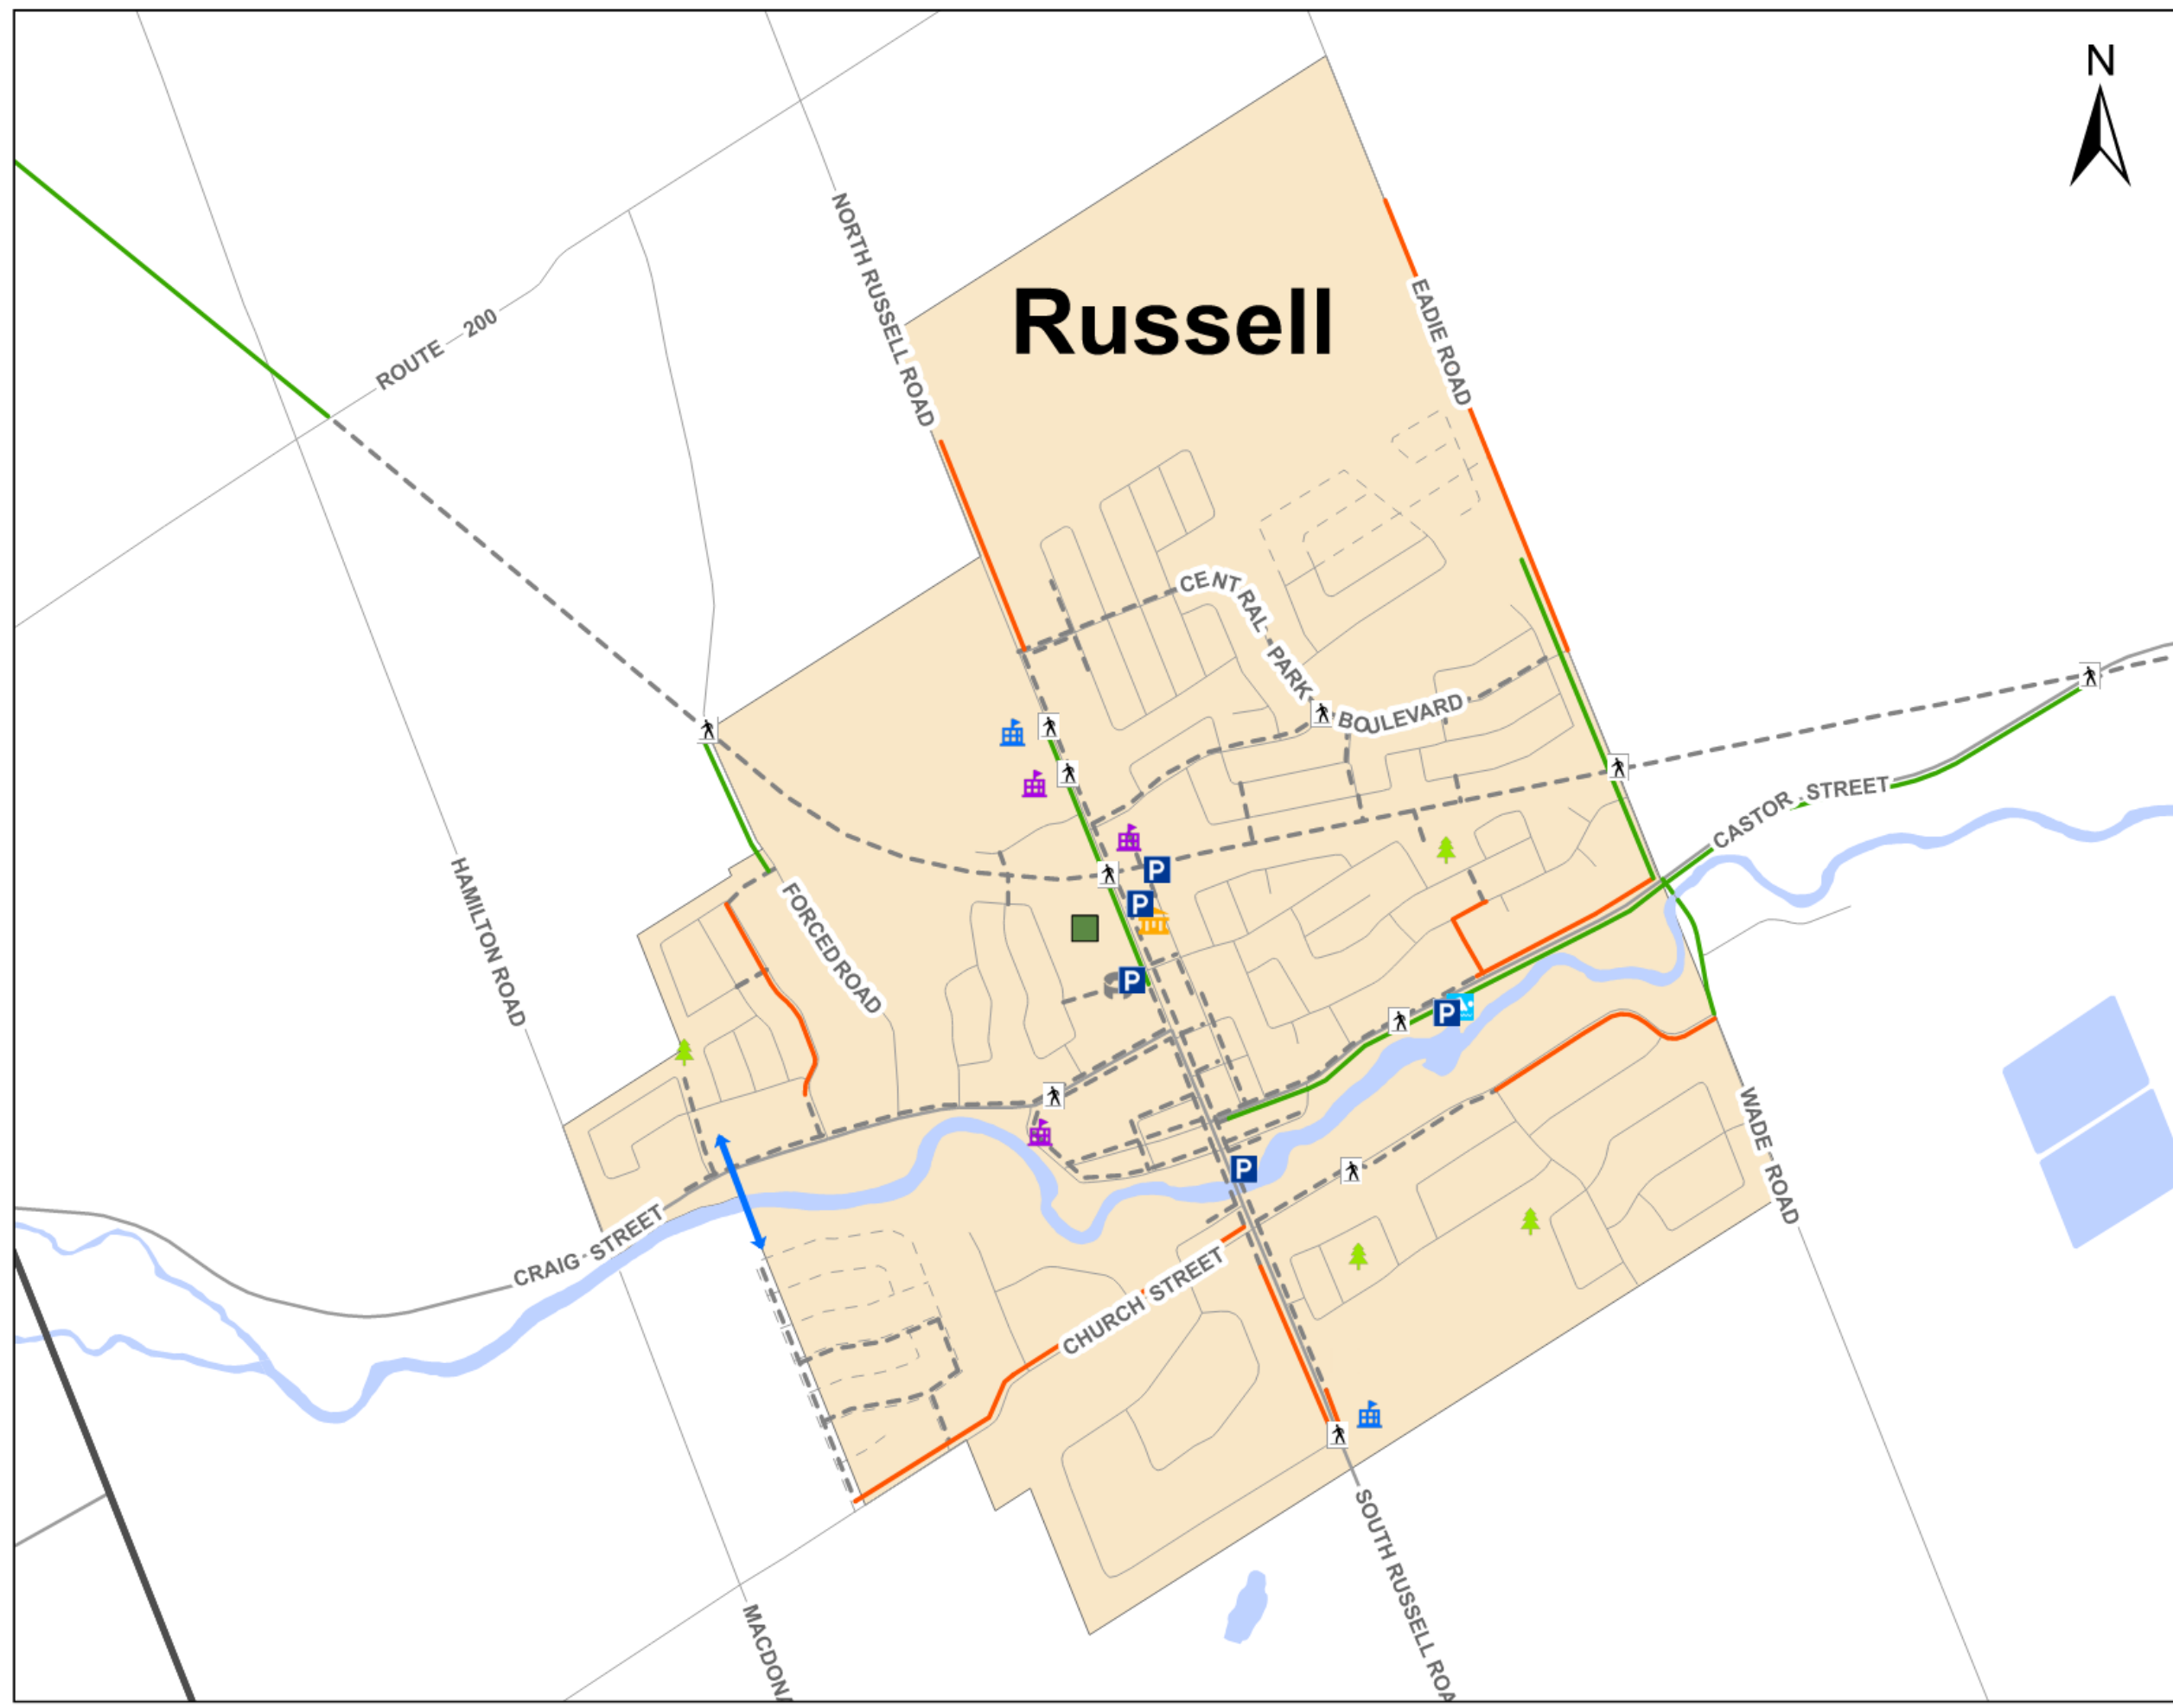 N
Russell
NORTH RUSSELL ROAD
EADIE ROAD
ROUTE 200
CENTRAL PARK BOULEVARD
CASTOR STREET
HAMILTON ROAD
FORCED ROAD
P
P
P
P
P
WADE ROAD
CRAIG STREET
CHURCH STREET
SOUTH RUSSELL ROA
MACDONA